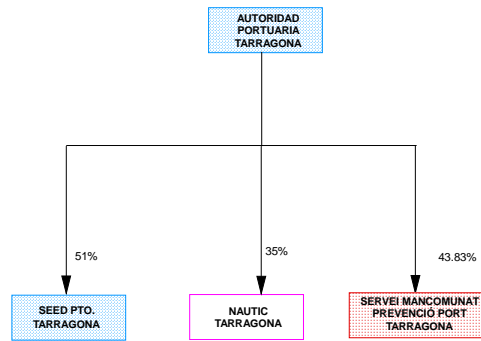 AUTORIDAD
PORTUARIA
TARRAGONA
51%
35%
43.83%
SEED PTO.
TARRAGONA
NAUTIC
TARRAGONA
SERVEI MANCOMUNAT
PREVENCIÓ PORT
TARRAGONA